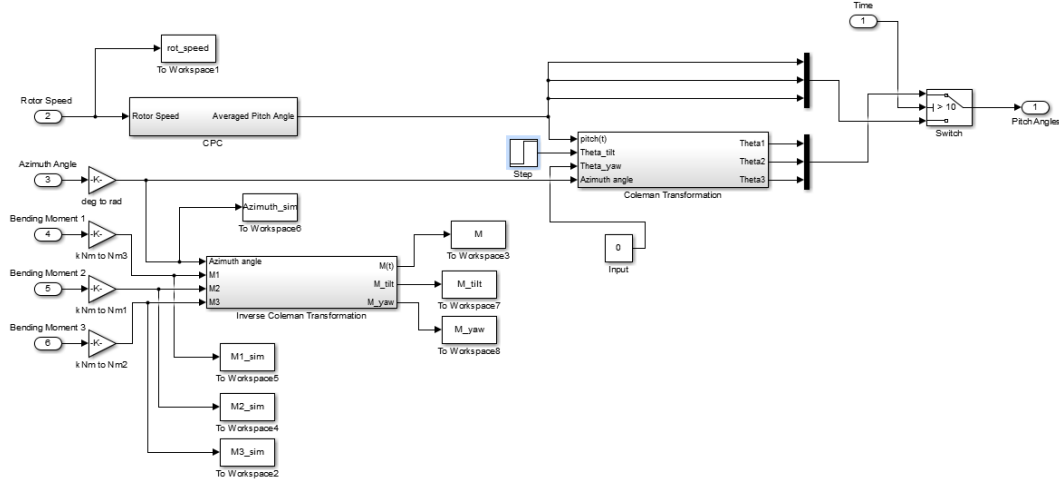 Time
1
rot_speed
To Workspace1
Rotor Speed
2
Rotor Speed
Averaged Pitch Angle
CPC
> 10
Switch
1
Pitch Angles
Step
pitch(t)
Theta_tilt
Theta_yaw
Azimuth angle
Theta1
Theta2
Theta3
Coleman Transformation
Azimuth Angle
3
-K-
deg to rad
Azimuth_sim
To Workspace6
0
Input
Bending Moment 1
4
-K-
kNm to Nm3
M
To Workspace3
Azimuth angle
M1
M2
M3
M(t)
M_tilt
M_yaw
Inverse Coleman Transformation
Bending Moment 2
5
-K-
kNm to Nm1
M_tilt
To Workspace7
Bending Moment 3
6
-K-
kNm to Nm2
M_yaw
To Workspace8
M1_sim
To Workspace5
M2_sim
To Workspace4
M3_sim
To Workspace2